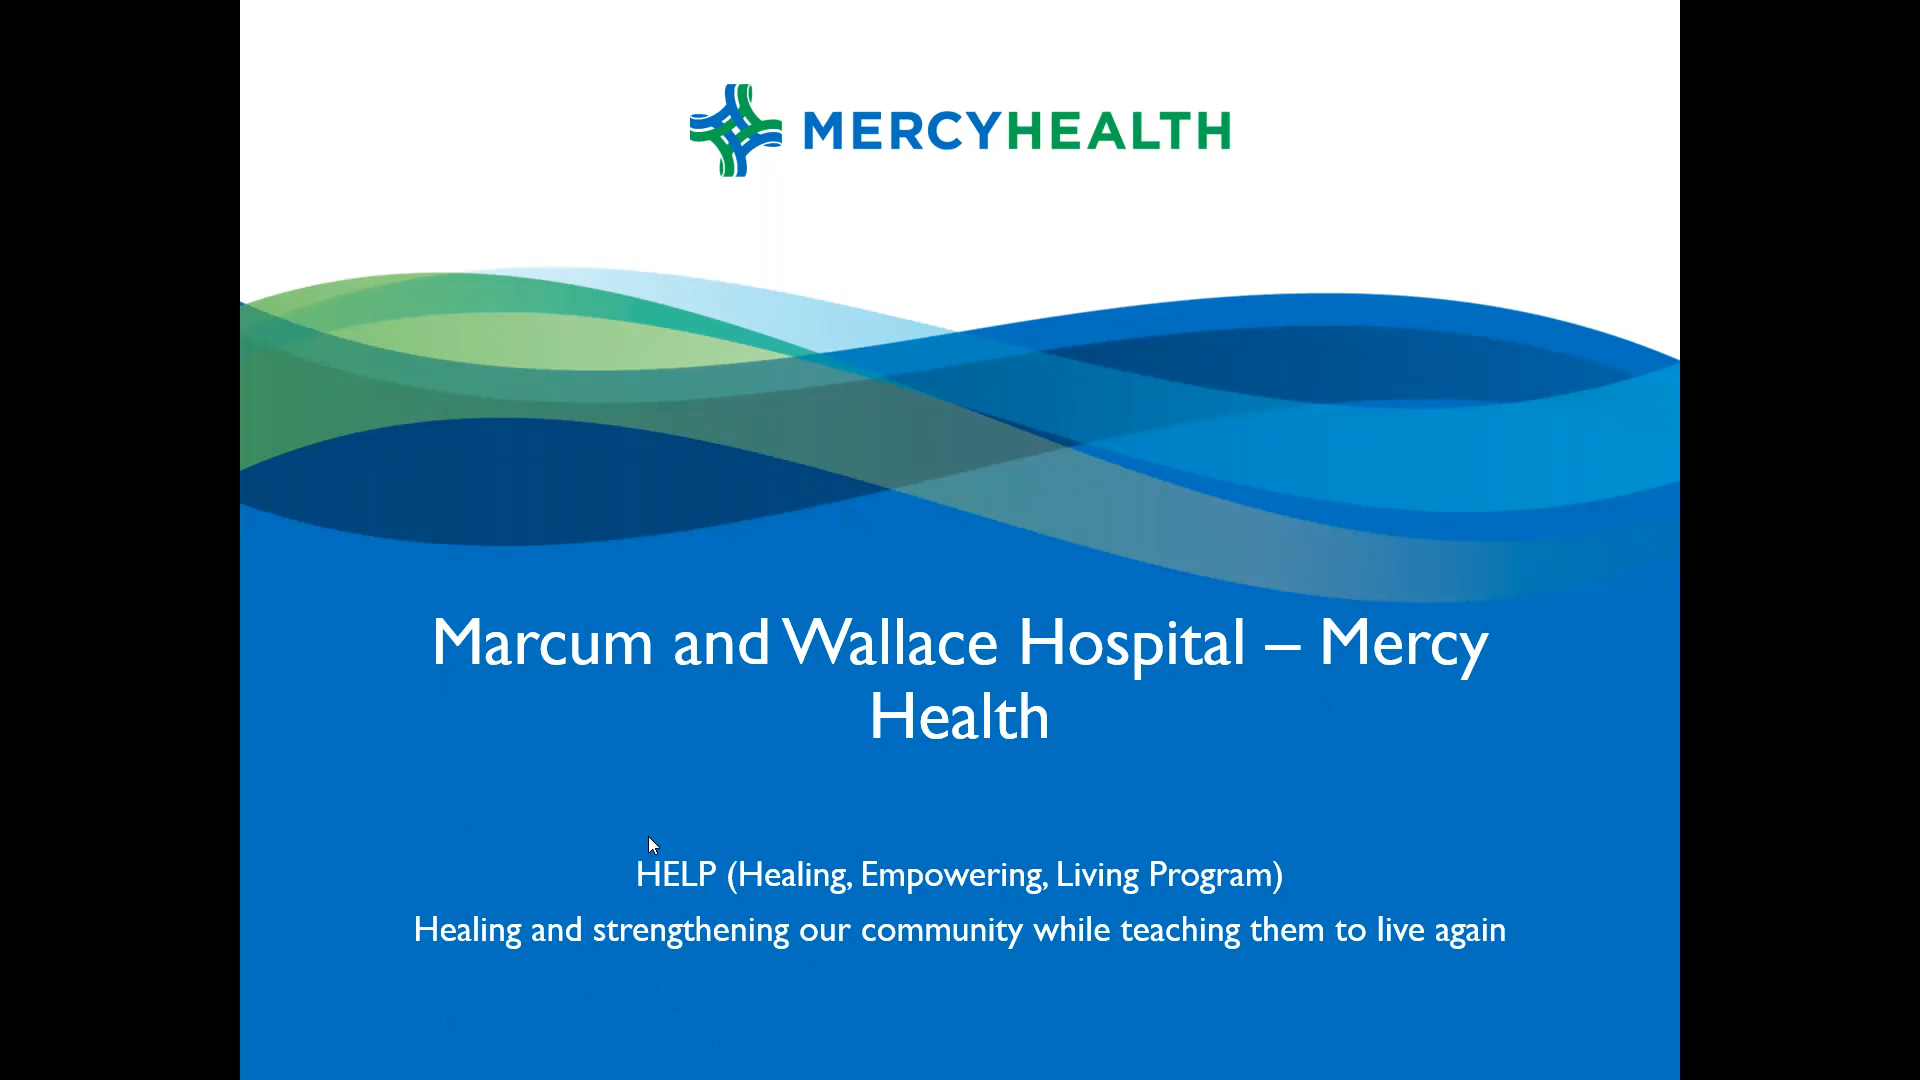 MERCYHEALTH
Marcum and Wallace Hospital – Mercy
Health
HELP (Healing, Empowering, Living Program)
Healing and strengthening our community while teaching them to live again